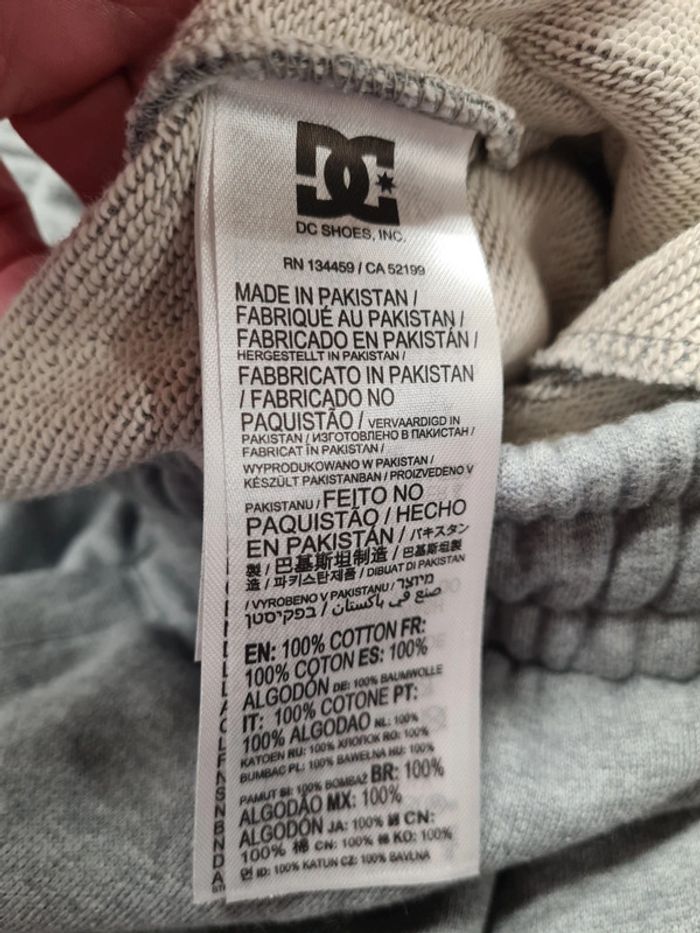 DC
DC SHOES, INC.
RN 134459 / CA 52199
MADE IN PAKISTAN /
FABRIQUÉ AU PAKISTAN /
FABRICADO EN PAKISTÁN /
HERGESTELLT IN PAKISTAN /
FABBRICATO IN PAKISTAN
/ FABRICADO NO
PAQUISTÃO / VERVAARDIGD IN
PAKISTAN / ИЗГОТОВЛЕНО В ПАКИСТАН /
FABRICAT ÎN PAKISTAN /
WYPRODUKOWANO W PAKISTAN /
KÉSZÜLT PAKISTANBAN / PROIZVEDENO V
PAKISTANU / FEITO NO
PAQUISTÃO / HECHO
EN PAKISTÁN / パキスタン
製 / 巴基斯坦制造 / 巴基斯坦製
造 / 파키스탄제품 / DIBUAT DI PAKISTAN
/ VYROBENO V PAKISTANU / מיוצר
בפקיסטן / صنع في باكستان /
EN: 100% COTTON FR:
100% COTON ES: 100%
ALGODÓN DE: 100% BAUMWOLLE
IT: 100% COTONE PT:
100% ALGODAO NL: 100%
KATOEN RU: 100% ХЛОПОК RO: 100%
BUMBAC PL: 100% BAWEŁNA HU: 100%
PAMUT SI: 100% BOMBAŽ BR: 100%
ALGODÃO MX: 100%
ALGODÓN JA: 100% 綿 CN:
100% 棉 CN: 100% 棉 KO: 100%
면 ID: 100% KATUN CZ: 100% BAVLNA